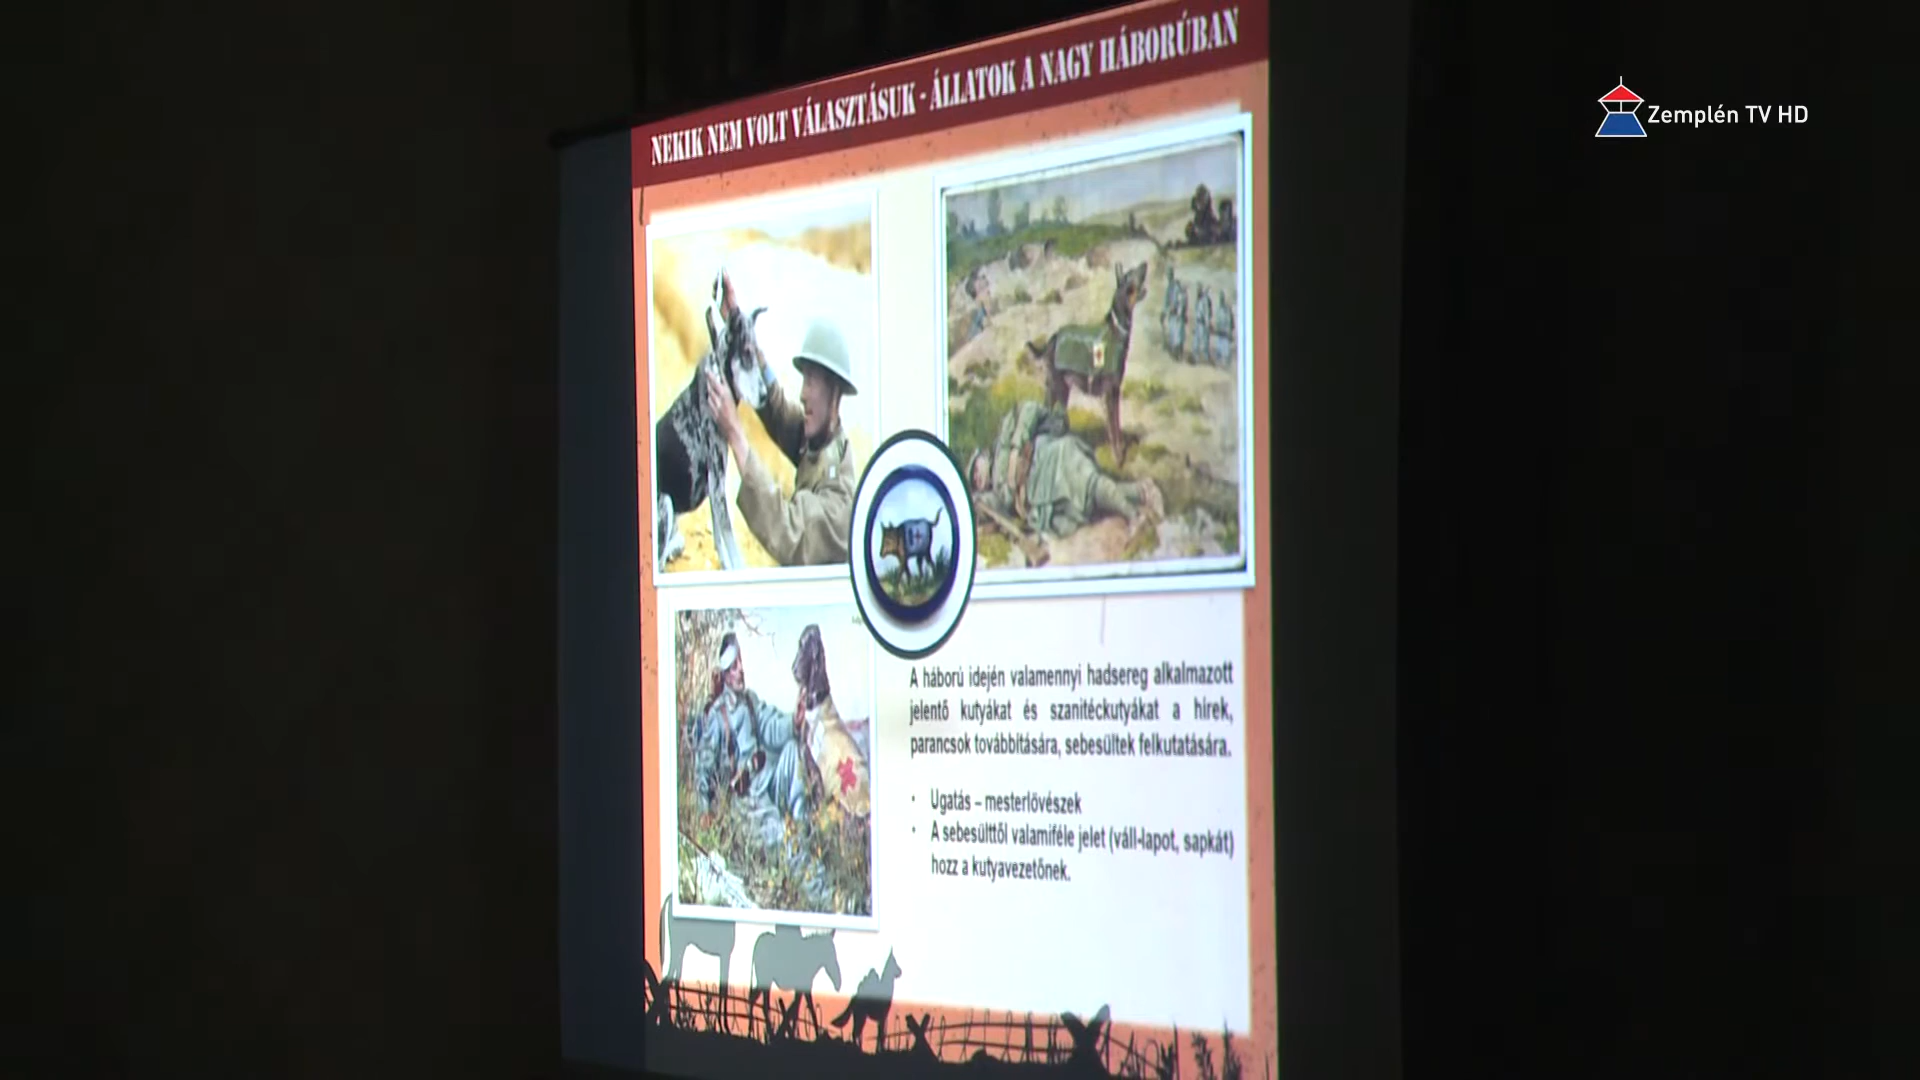 NEKIK NEM VOLT VÁLASZTÁSUK - ÁLLATOK A NAGY HÁBORÚBAN
Zemplén TV HD
A háború idején valamennyi hadsereg alkalmazott
jelentő kutyákat és szanitéckutyákat a hírek,
parancsok továbbítására, sebesültek felkutatására.
• Ugatás – mesterlövészek
• A sebesülttől valamiféle jelet (váll-lapot, sapkát)
hozz a kutyavezetőnek.